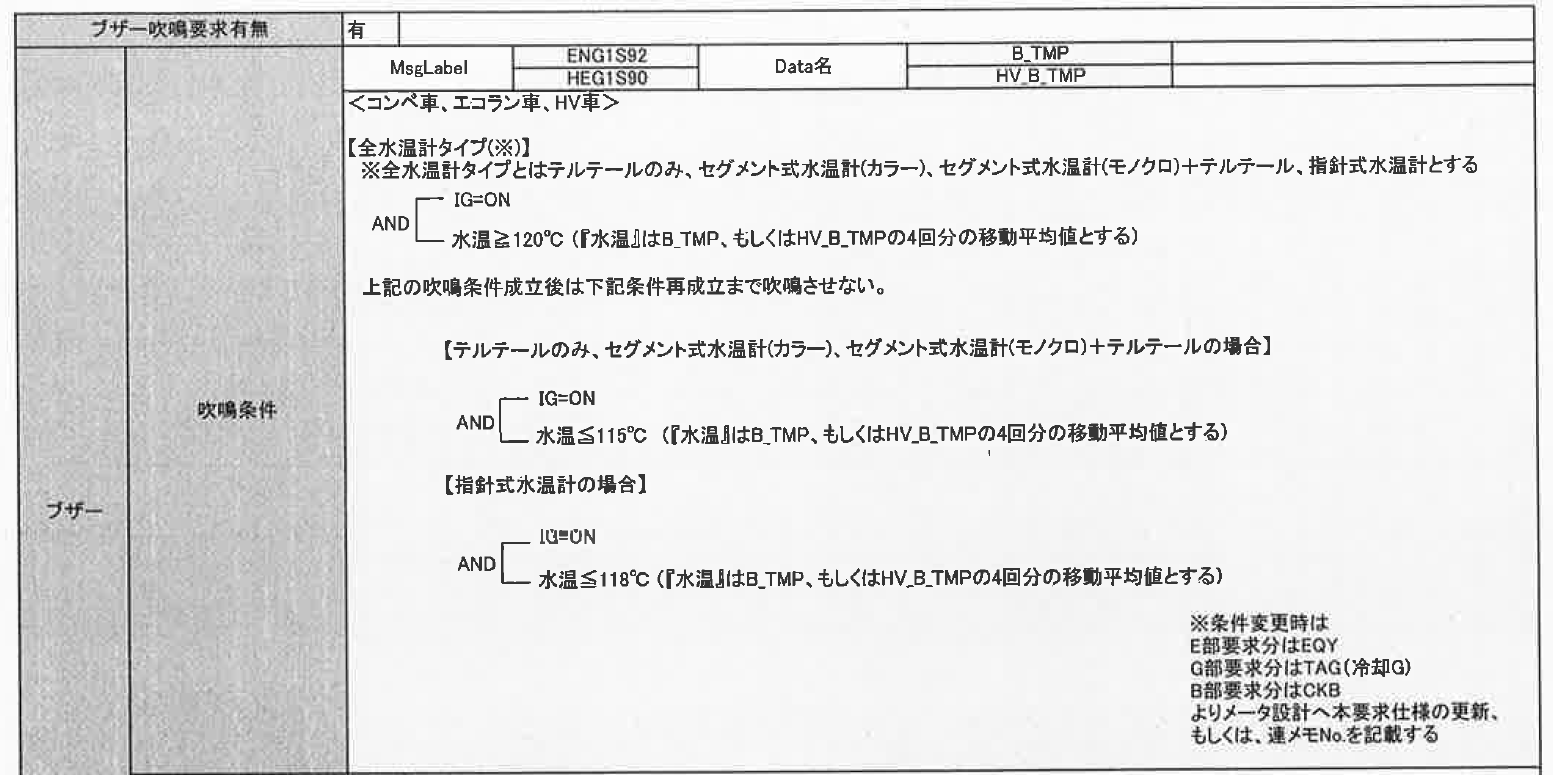 ブザー吹鳴要求有無 有
MsgLabel ENG1S92 Data名 B_TMP
HEG1S90 HV_B_TMP
＜コンベ車、エコラン車、HV車＞
【全水温計タイプ(※)】
※全水温計タイプとはテルテールのみ、セグメント式水温計(カラー)、セグメント式水温計(モノクロ)＋テルテール、指針式水温計とする
IG=ON
AND
水温≧120℃ (『水温』はB_TMP、もしくはHV_B_TMPの4回分の移動平均値とする)
上記の吹鳴条件成立後は下記条件再成立まで吹鳴させない。
【テルテールのみ、セグメント式水温計(カラー)、セグメント式水温計(モノクロ)＋テルテールの場合】
吹鳴条件
IG=ON
AND
水温≦115℃ (『水温』はB_TMP、もしくはHV_B_TMPの4回分の移動平均値とする)
【指針式水温計の場合】
ブザー
IG=ON
AND
水温≦118℃ (『水温』はB_TMP、もしくはHV_B_TMPの4回分の移動平均値とする)
※条件変更時は
E部要求分はEQY
G部要求分はTAG(冷却G)
B部要求分はCKB
よりメータ設計へ本要求仕様の更新、
もしくは、連メモNo.を記載する